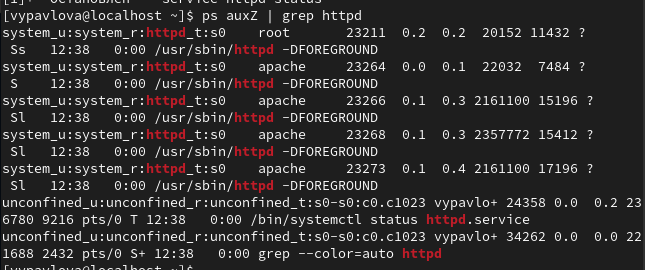 [vypavlova@localhost ~]$ ps auxZ | grep httpd
system_u:system_r:httpd_t:s0    root       23211  0.2  0.2  20152 11432 ?
 Ss   12:38   0:00 /usr/sbin/httpd -DFOREGROUND
system_u:system_r:httpd_t:s0    apache     23264  0.0  0.1  22032  7484 ?
 S    12:38   0:00 /usr/sbin/httpd -DFOREGROUND
system_u:system_r:httpd_t:s0    apache     23266  0.1  0.3 2161100 15196 ?
 Sl   12:38   0:00 /usr/sbin/httpd -DFOREGROUND
system_u:system_r:httpd_t:s0    apache     23268  0.1  0.3 2357772 15412 ?
 Sl   12:38   0:00 /usr/sbin/httpd -DFOREGROUND
system_u:system_r:httpd_t:s0    apache     23273  0.1  0.4 2161100 17196 ?
 Sl   12:38   0:00 /usr/sbin/httpd -DFOREGROUND
unconfined_u:unconfined_r:unconfined_t:s0-s0:c0.c1023 vypavlo+ 24358 0.0  0.2 23
6780 9216 pts/0 T 12:38   0:00 /bin/systemctl status httpd.service
unconfined_u:unconfined_r:unconfined_t:s0-s0:c0.c1023 vypavlo+ 34262 0.0  0.0 22
1688 2432 pts/0 S+ 12:38   0:00 grep --color=auto httpd
[vypavlova@localhost ~]$